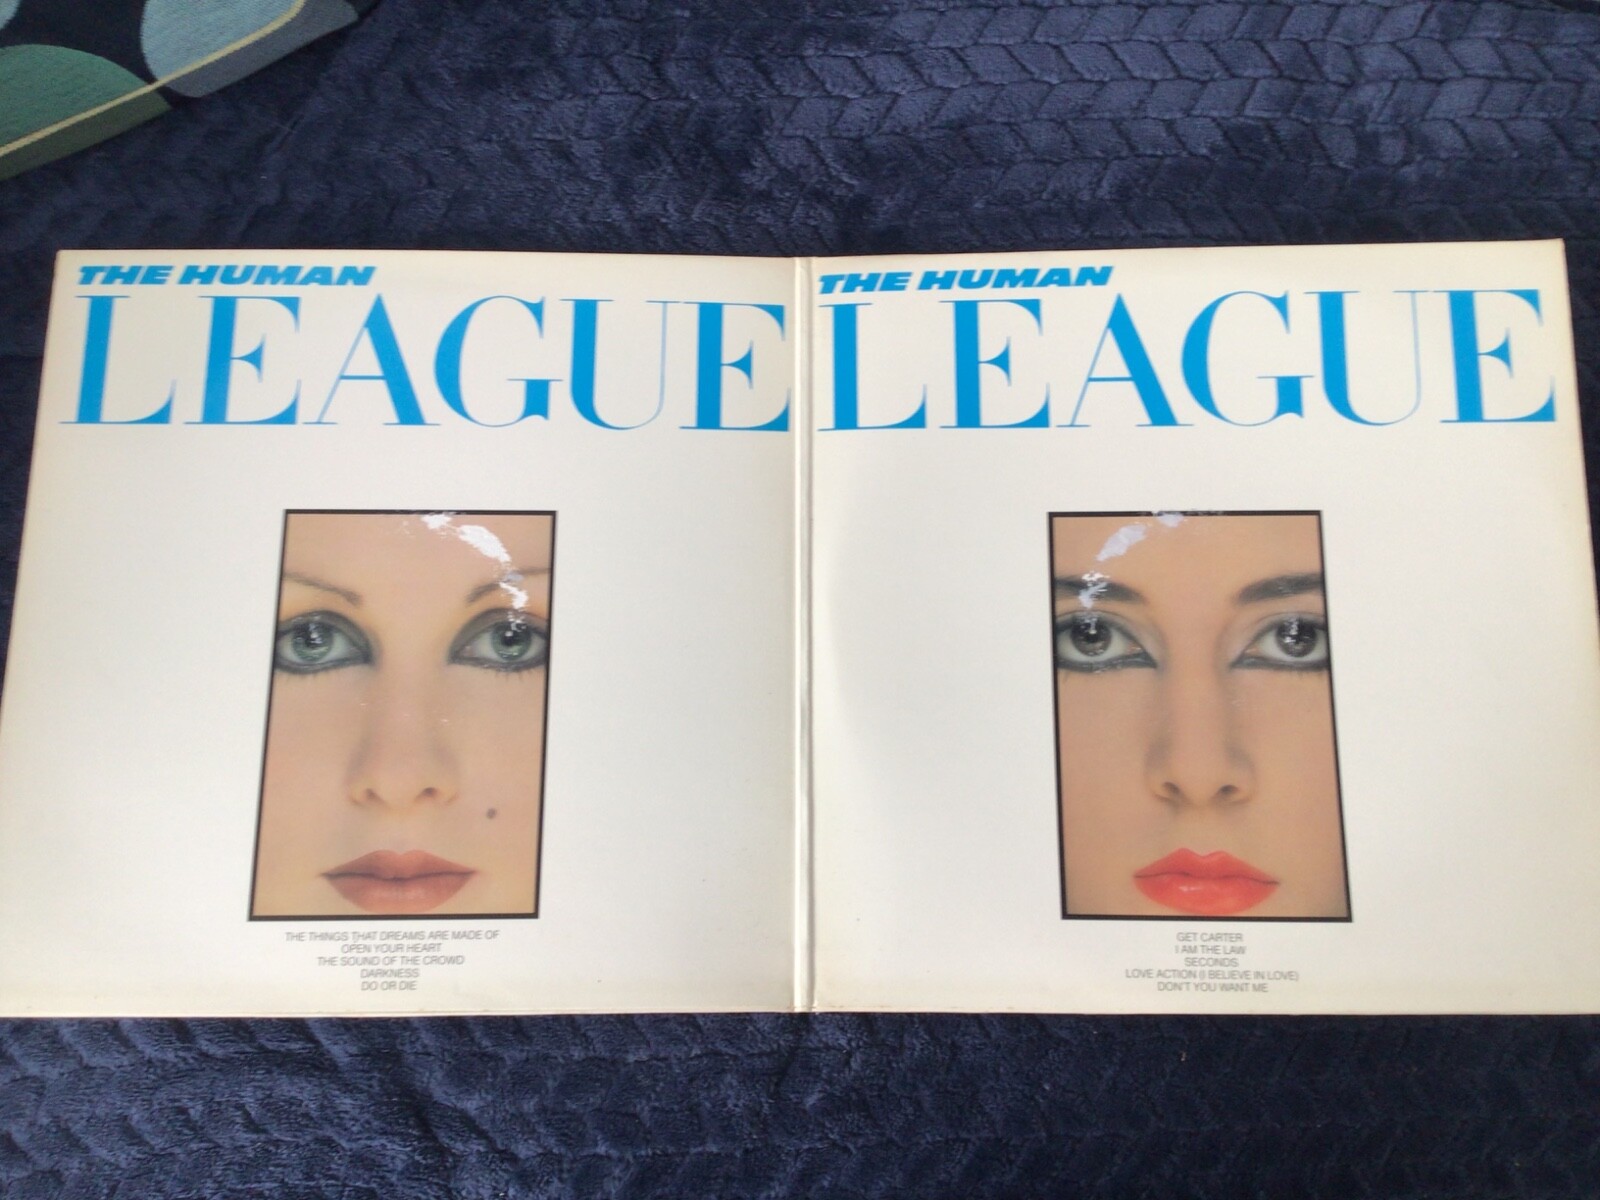 THE HUMAN
LEAGUE
THE THINGS THAT DREAMS ARE MADE OF
OPEN YOUR HEART
THE SOUND OF THE CROWD
DARKNESS
DO OR DIE
THE HUMAN
LEAGUE
GET CARTER
I AM THE LAW
SECONDS
LOVE ACTION (I BELIEVE IN LOVE)
DON'T YOU WANT ME